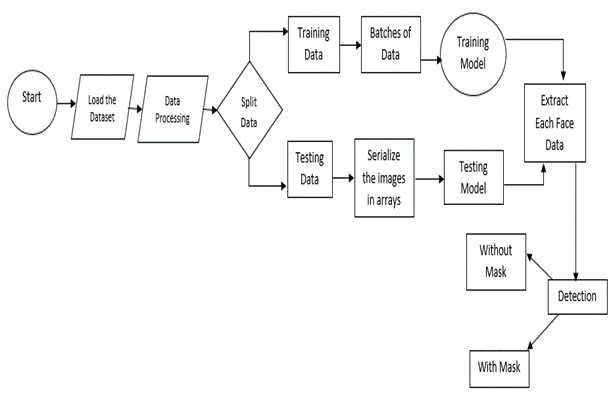 Start
Load the
Dataset
Data
Processing
Split
Data
Training
Data
Batches of
Data
Training
Model
Testing
Data
Serialize
the images
in arrays
Testing
Model
Extract
Each Face
Data
Detection
Without
Mask
With Mask